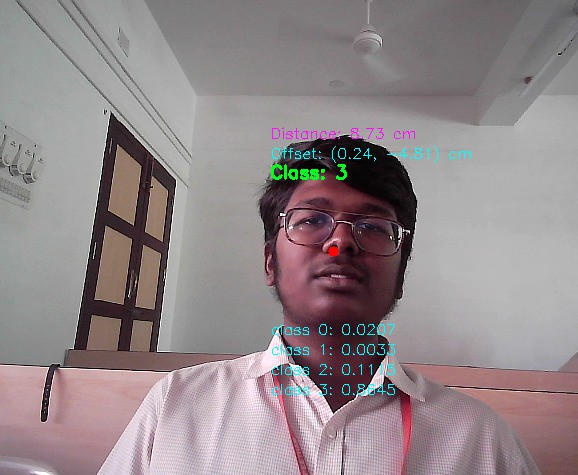 Distance: 8.73 cm
Offset: (0.24, -4.81) cm
Class: 3
class 0: 0.0207
class 1: 0.0033
class 2: 0.1115
class 3: 0.8645